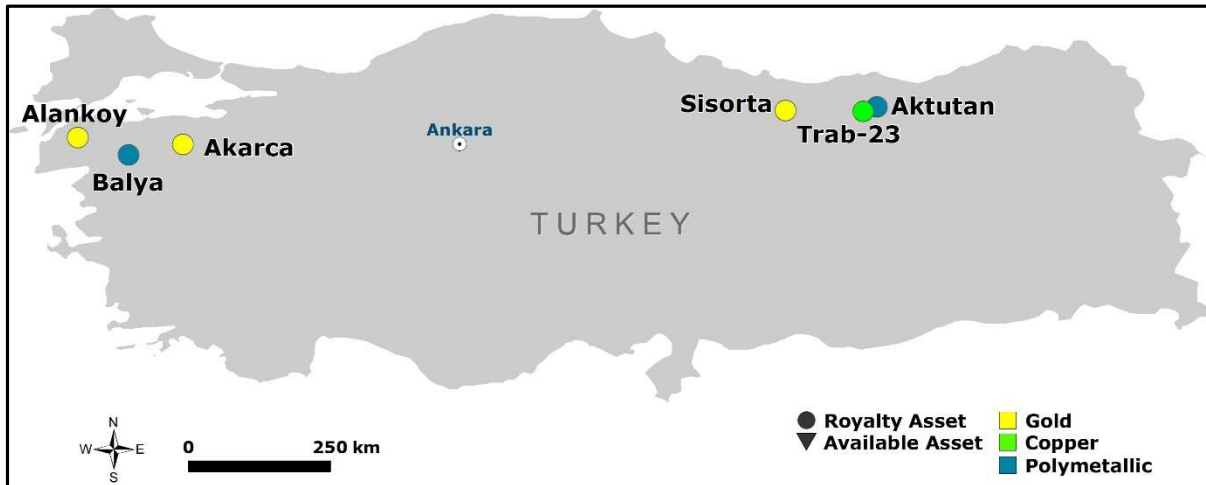 Alankoy
Akarca
Balya
Ankara
Sisorta
Aktutan
Trab-23
TURKEY
N
W E
S
0 250 km
Royalty Asset
Available Asset
Gold
Copper
Polymetallic